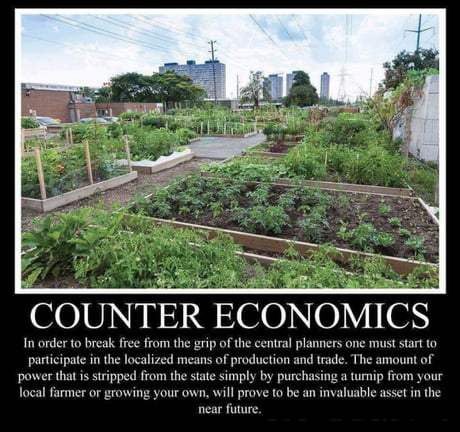 COUNTER ECONOMICS
In order to break free from the grip of the central planners one must start to
participate in the localized means of production and trade. The amount of
power that is stripped from the state simply by purchasing a turnip from your
local farmer or growing your own, will prove to be an invaluable asset in the
near future.